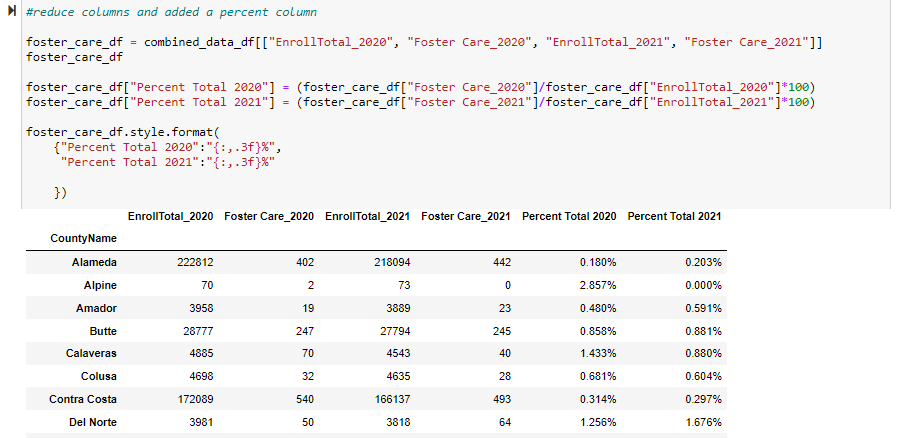 #reduce columns and added a percent column
foster_care_df = combined_data_df[["EnrollTotal_2020", "Foster Care_2020", "EnrollTotal_2021", "Foster Care_2021"]]
foster_care_df
foster_care_df["Percent Total 2020"] = (foster_care_df["Foster Care_2020"]/foster_care_df["EnrollTotal_2020"]*100)
foster_care_df["Percent Total 2021"] = (foster_care_df["Foster Care_2021"]/foster_care_df["EnrollTotal_2021"]*100)
foster_care_df.style.format(
{"Percent Total 2020":"{:,.3f}%",
"Percent Total 2021":"{:,.3f}%"
})
EnrollTotal_2020 Foster Care_2020 EnrollTotal_2021 Foster Care_2021 Percent Total 2020 Percent Total 2021
CountyName
Alameda 222812 402 218094 442 0.180% 0.203%
Alpine 70 2 73 0 2.857% 0.000%
Amador 3958 19 3889 23 0.480% 0.591%
Butte 28777 247 27794 245 0.858% 0.881%
Calaveras 4885 70 4543 40 1.433% 0.880%
Colusa 4698 32 4635 28 0.681% 0.604%
Contra Costa 172089 540 166137 493 0.314% 0.297%
Del Norte 3981 50 3818 64 1.256% 1.676%